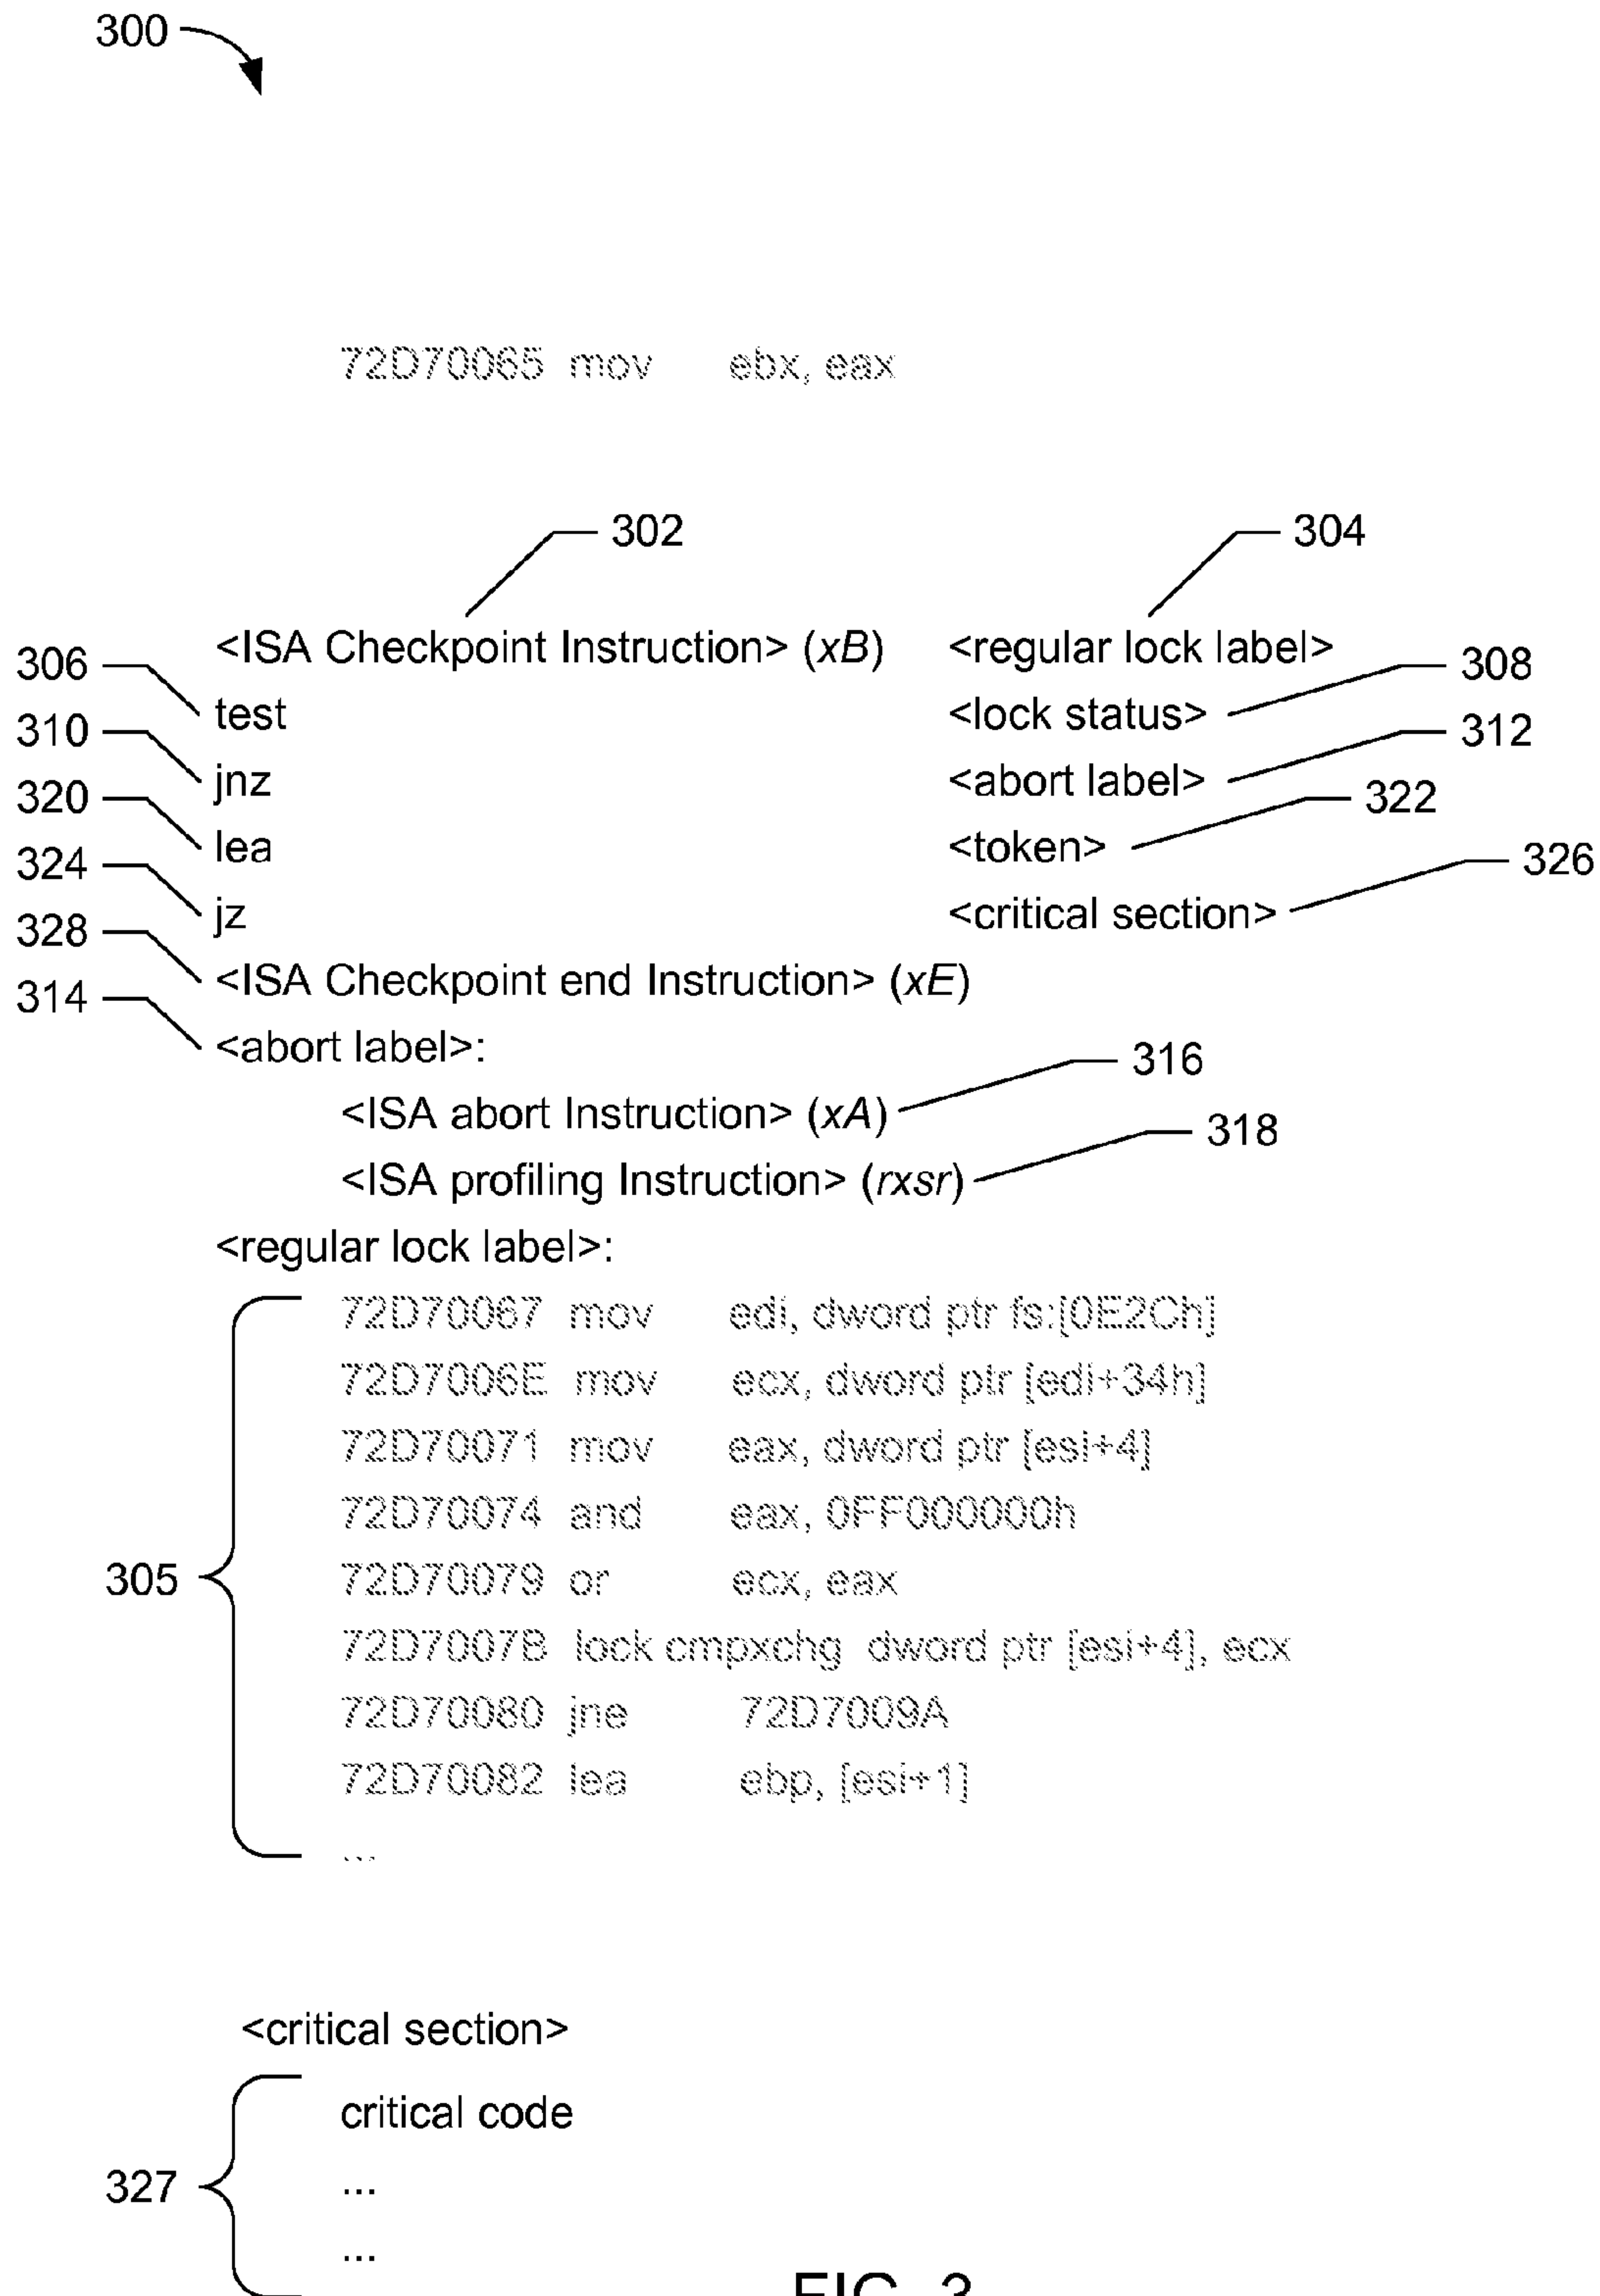 300
72D70065 mov ebx, eax
302 304
<ISA Checkpoint Instruction> (xB) <regular lock label>
306 308
test <lock status>
310 312
jnz <abort label>
320 322
lea <token>
324 326
jz <critical section>
328
<ISA Checkpoint end Instruction> (xE)
314
<abort label>:
316
<ISA abort Instruction> (xA)
318
<ISA profiling Instruction> (rxsr)
<regular lock label>:
72D70067 mov edi, dword ptr fs:[0E2Ch]
72D7006E mov ecx, dword ptr [edi+34h]
72D70071 mov eax, dword ptr [esi+4]
72D70074 and eax, 0FF000000h
305 72D70079 or ecx, eax
72D7007B lock cmpxchg dword ptr [esi+4], ecx
72D70080 jne 72D7009A
72D70082 lea ebp, [esi+1]
...
<critical section>
critical code
327 ...
...
FIG. 3